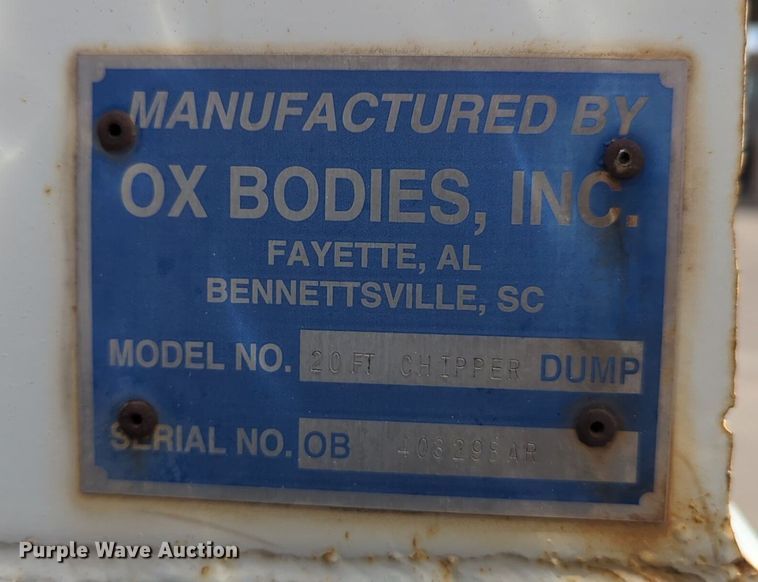 MANUFACTURED BY
OX BODIES, INC.
FAYETTE, AL
BENNETTSVILLE, SC
MODEL NO. 20 FT CHIPPER DUMP
SERIAL NO. OB 408298AR
Purple Wave Auction